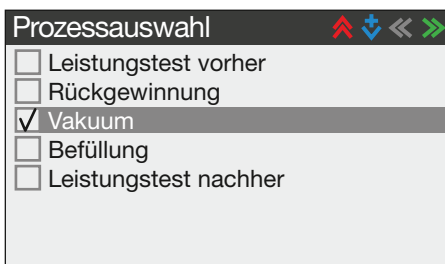 Prozessauswahl
Leistungstest vorher
Rückgewinnung
Vakuum
Befüllung
Leistungstest nachher